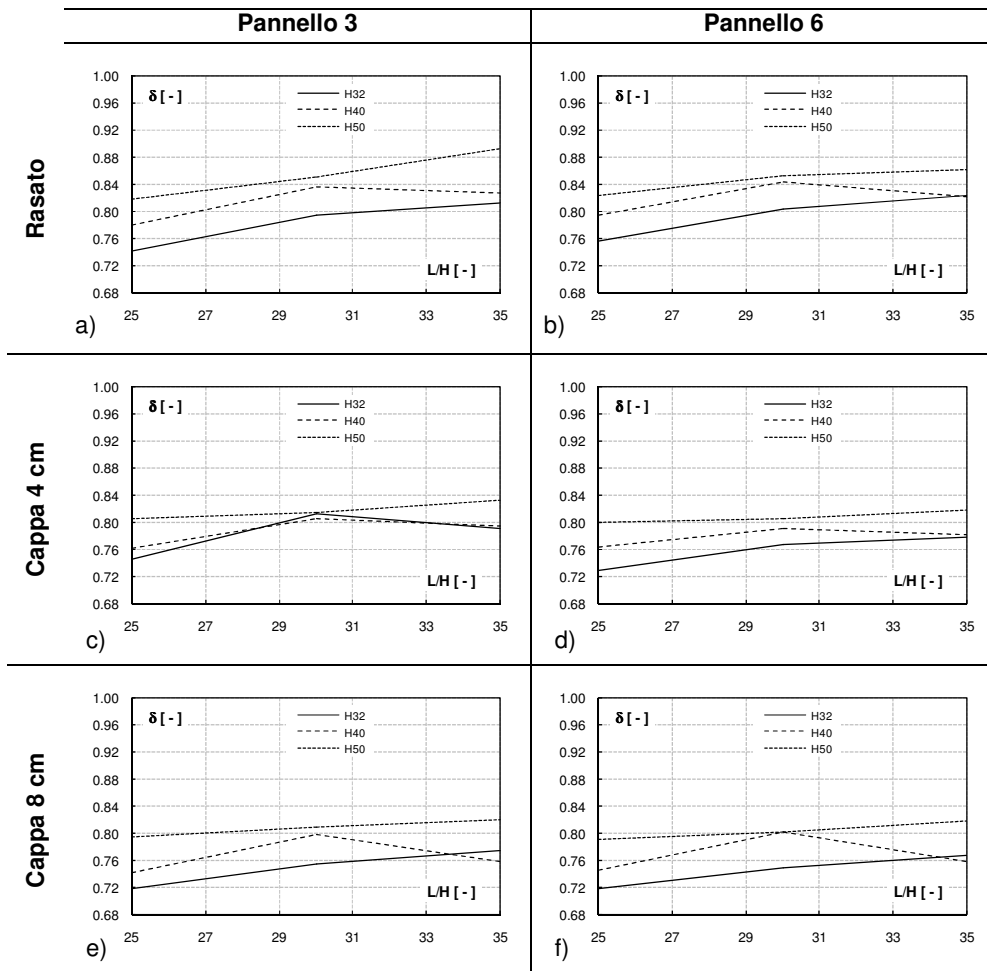 Pannello 3
Pannello 6
Rasato
δ [ - ]
H32
H40
H50
L/H [ - ]
1.00
0.96
0.92
0.88
0.84
0.80
0.76
0.72
0.68
25 27 29 31 33 35
a)
δ [ - ]
H32
H40
H50
L/H [ - ]
1.00
0.96
0.92
0.88
0.84
0.80
0.76
0.72
0.68
25 27 29 31 33 35
b)
Cappa 4 cm
δ [ - ]
H32
H40
H50
L/H [ - ]
1.00
0.96
0.92
0.88
0.84
0.80
0.76
0.72
0.68
25 27 29 31 33 35
c)
δ [ - ]
H32
H40
H50
L/H [ - ]
1.00
0.96
0.92
0.88
0.84
0.80
0.76
0.72
0.68
25 27 29 31 33 35
d)
Cappa 8 cm
δ [ - ]
H32
H40
H50
L/H [ - ]
1.00
0.96
0.92
0.88
0.84
0.80
0.76
0.72
0.68
25 27 29 31 33 35
e)
δ [ - ]
H32
H40
H50
L/H [ - ]
1.00
0.96
0.92
0.88
0.84
0.80
0.76
0.72
0.68
25 27 29 31 33 35
f)